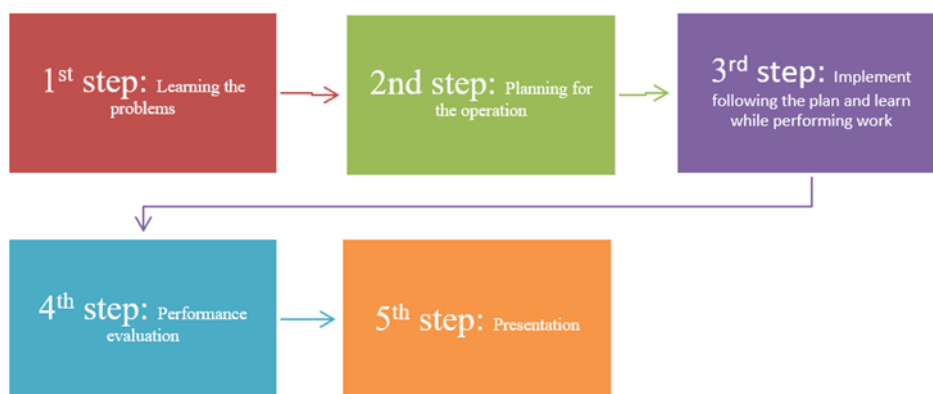 1st step: Learning the
problems
2nd step: Planning for
the operation
3rd step: Implement
following the plan and learn
while performing work
4th step: Performance
evaluation
5th step: Presentation